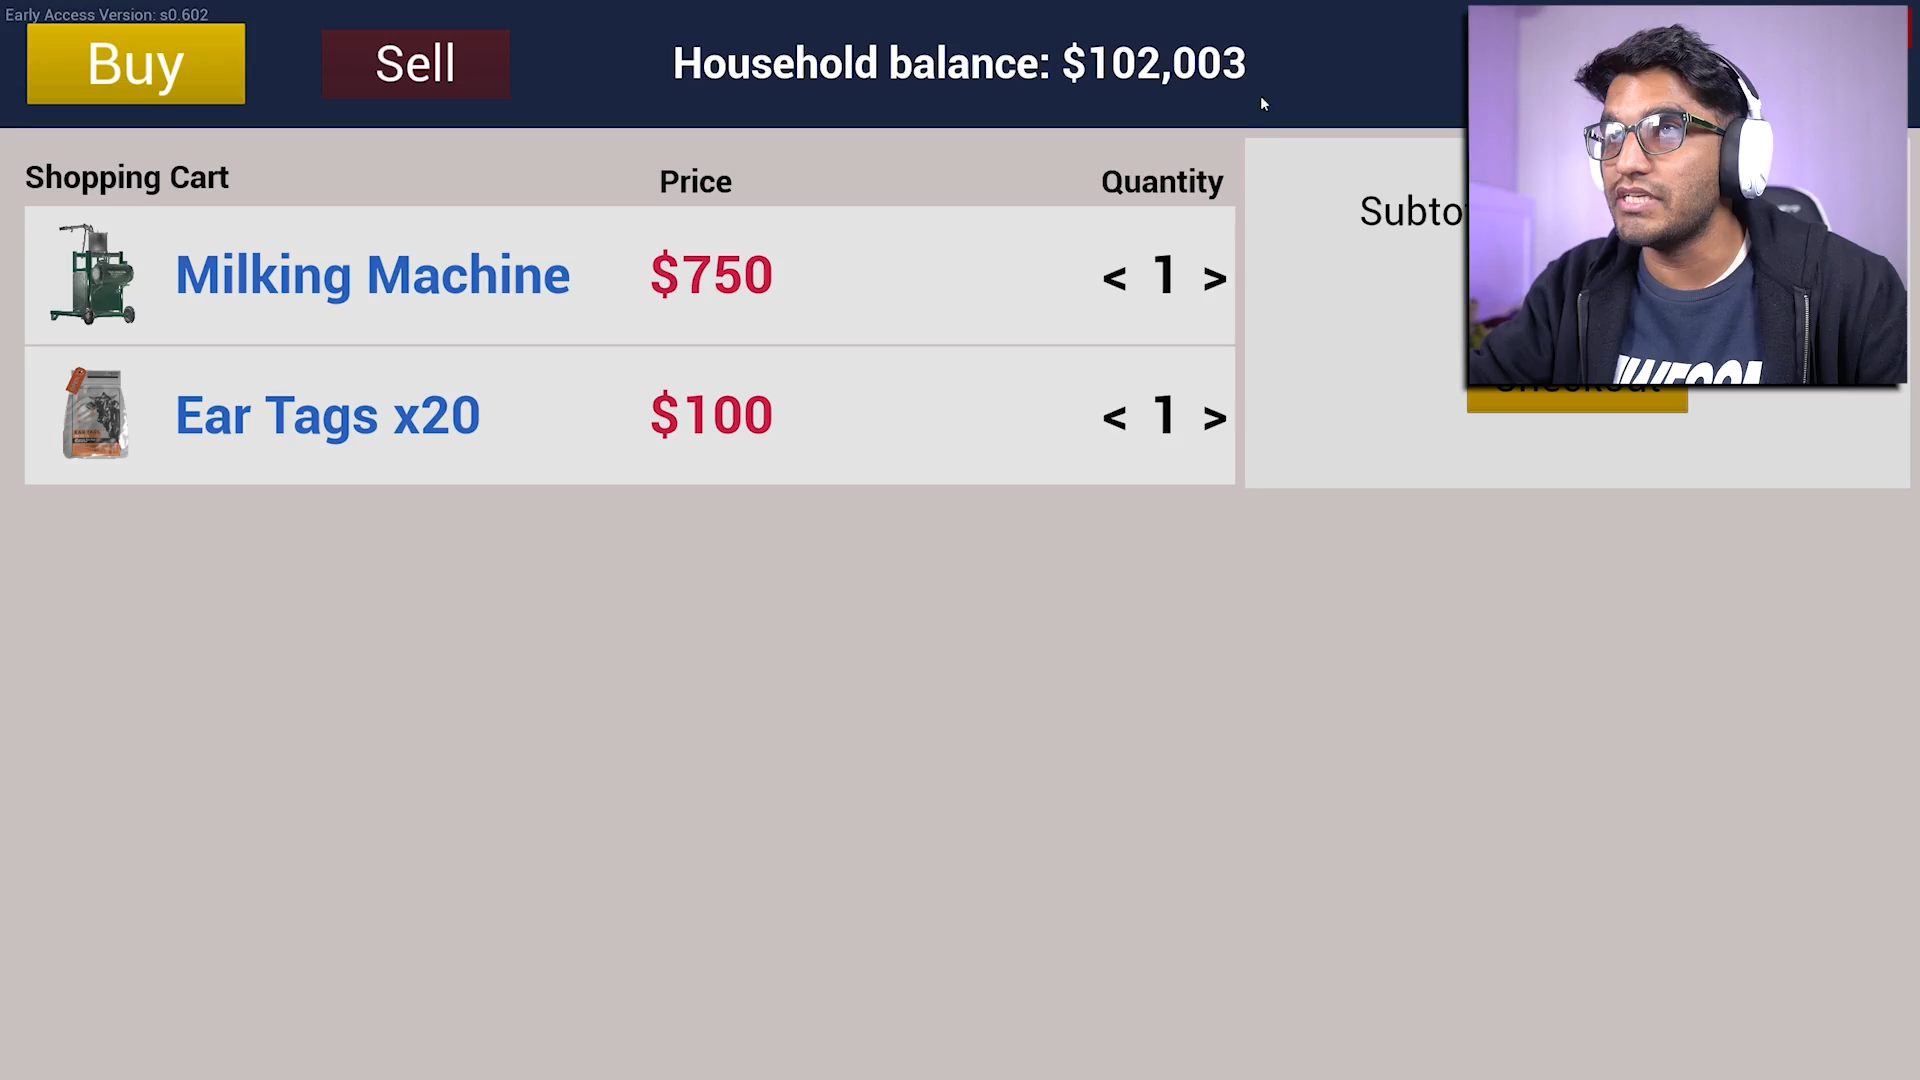 Early Access Version: s0.602
Buy
Sell
Household balance: $102,003
Shopping Cart
Price
Quantity
Milking Machine
$750
< 1 >
Ear Tags x20
$100
< 1 >
Subto
Checkout